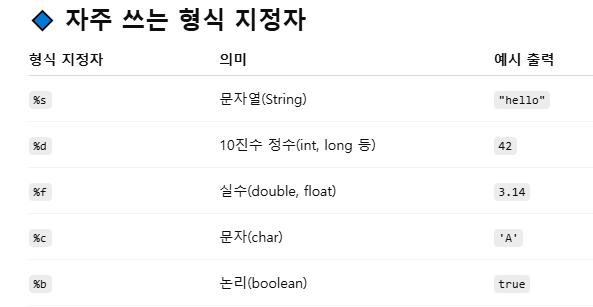 자주 쓰는 형식 지정자
형식 지정자 의미 예시 출력
%s 문자열(String) "hello"
%d 10진수 정수(int, long 등) 42
%f 실수(double, float) 3.14
%c 문자(char) 'A'
%b 논리(boolean) true